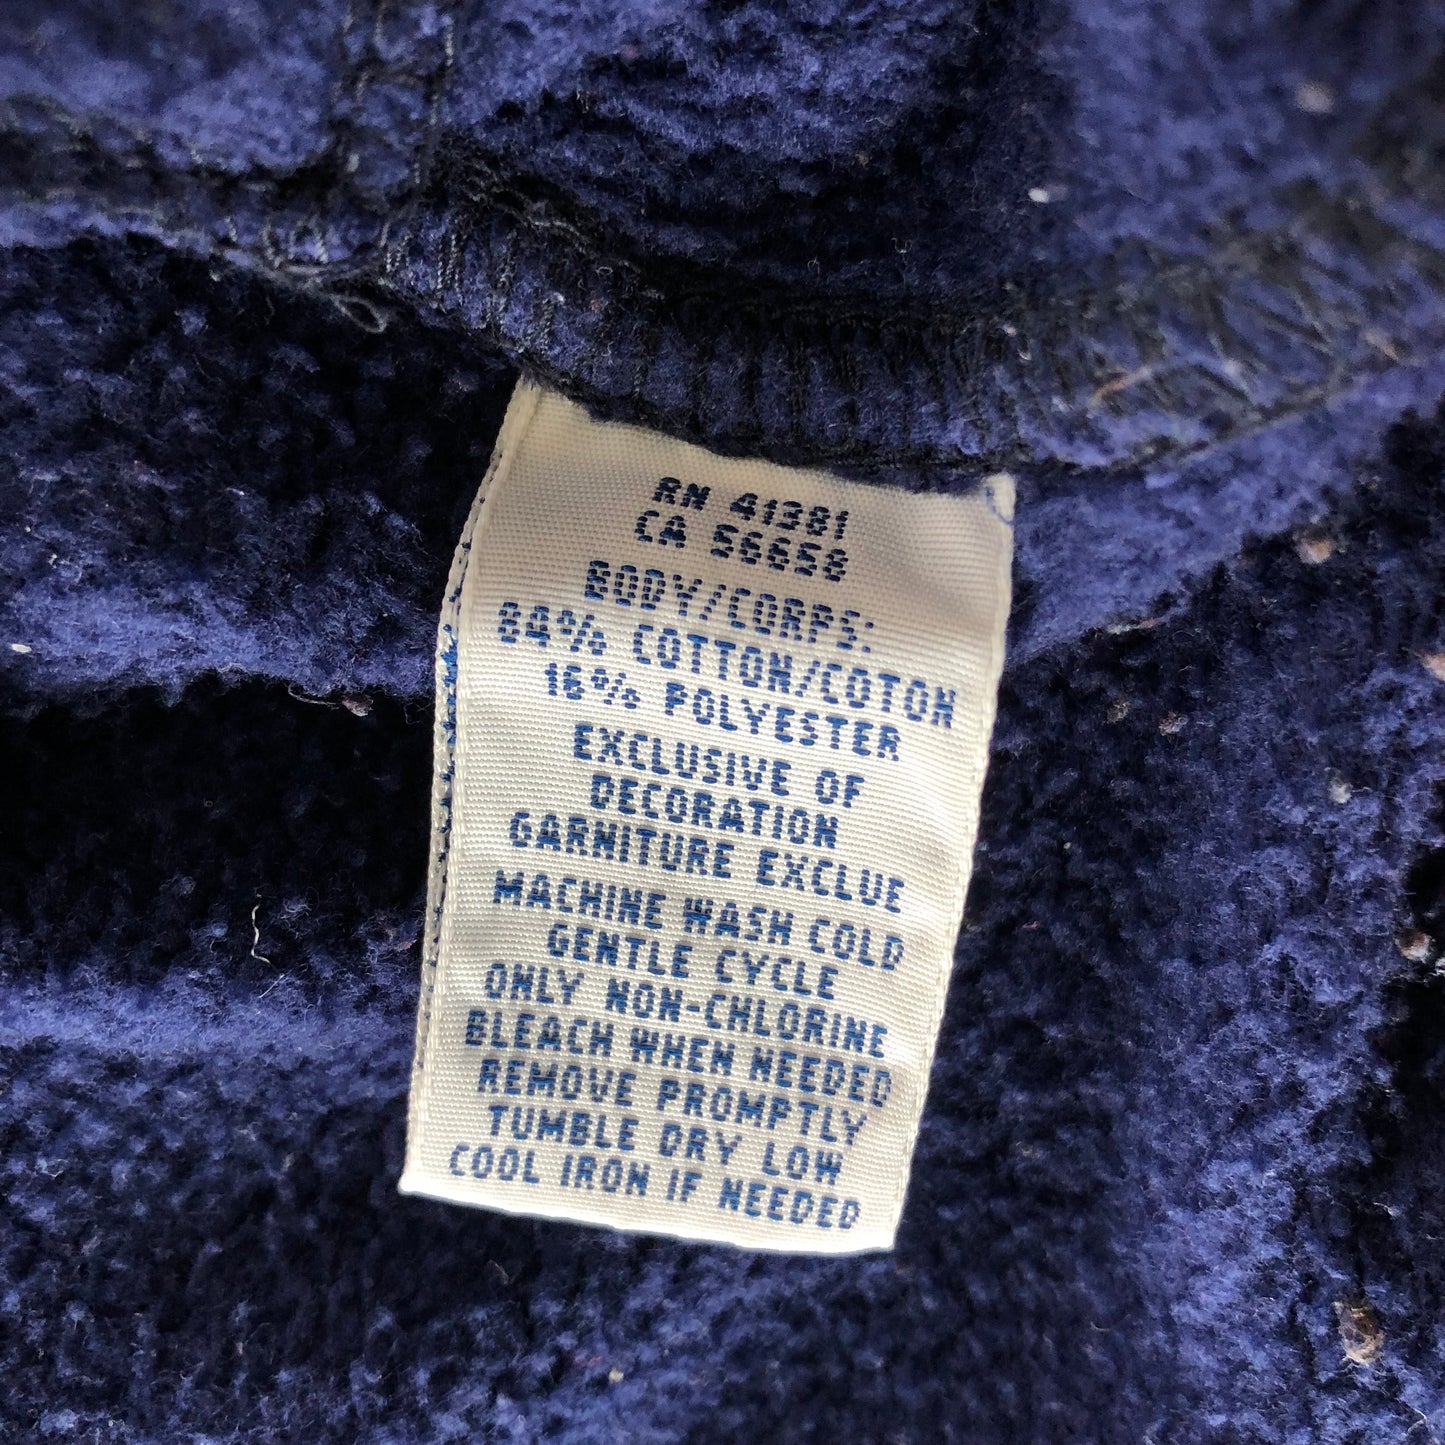 RN 41381
CA 56658
BODY/CORPS:
84% COTTON/COTON
16% POLYESTER
EXCLUSIVE OF
DECORATION
GARNITURE EXCLUE
MACHINE WASH COLD
GENTLE CYCLE
ONLY NON-CHLORINE
BLEACH WHEN NEEDED
REMOVE PROMPTLY
TUMBLE DRY LOW
COOL IRON IF NEEDED